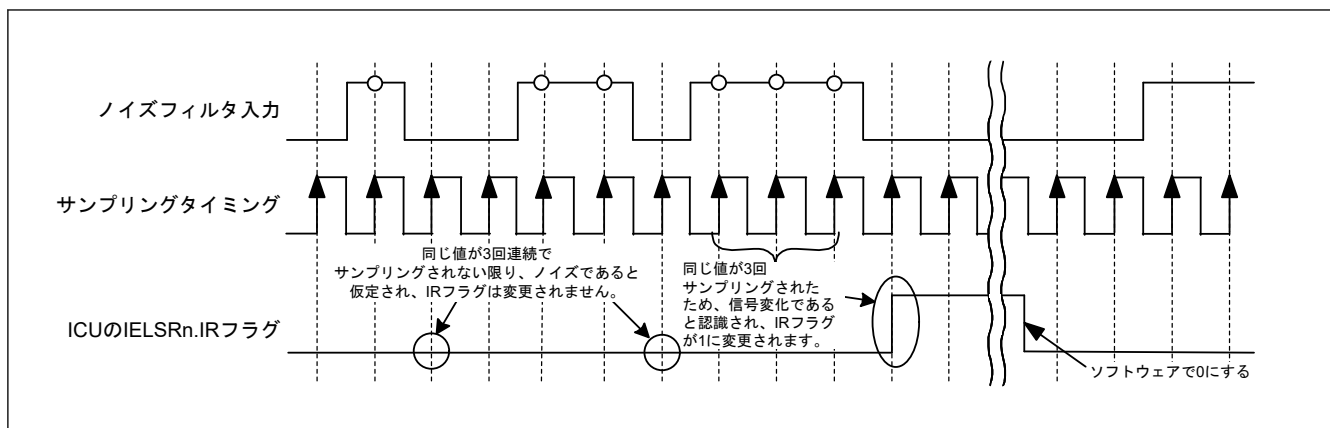 ノイズフィルタ入力
サンプリングタイミング
同じ値が3回連続で
サンプリングされない限り、ノイズであると
仮定され、IRフラグは変更されません。
同じ値が3回
サンプリングされた
ため、信号変化である
と認識され、IRフラグ
が1に変更されます。
ICUのIELSRn.IRフラグ
ソフトウェアで0にする